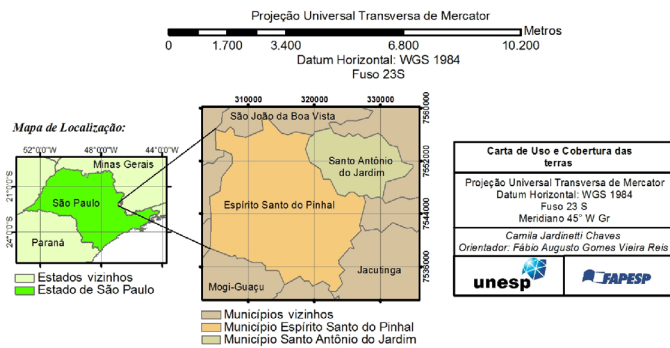 Projeção Universal Transversa de Mercator
Metros
0 1.700 3.400 6.800 10.200
Datum Horizontal: WGS 1984
Fuso 23S
310000 320000 330000
7560000
7552000
7544000
7536000
São João da Boa Vista
Santo Antônio
do Jardim
Espírito Santo do Pinhal
Jacutinga
Mogi-Guaçu
Municípios vizinhos
Município Espírito Santo do Pinhal
Município Santo Antônio do Jardim
Mapa de Localização:
52°0'0"W 48°0'0"W 44°0'0"W
21°0'0"S
24°0'0"S
Minas Gerais
São Paulo
Paraná
Estados vizinhos
Estado de São Paulo
Carta de Uso e Cobertura das
terras
Projeção Universal Transversa de Mercator
Datum Horizontal: WGS 1984
Fuso 23 S
Meridiano 45° W Gr
Camila Jardinetti Chaves
Orientador: Fábio Augusto Gomes Vieira Reis
unesp
FAPESP